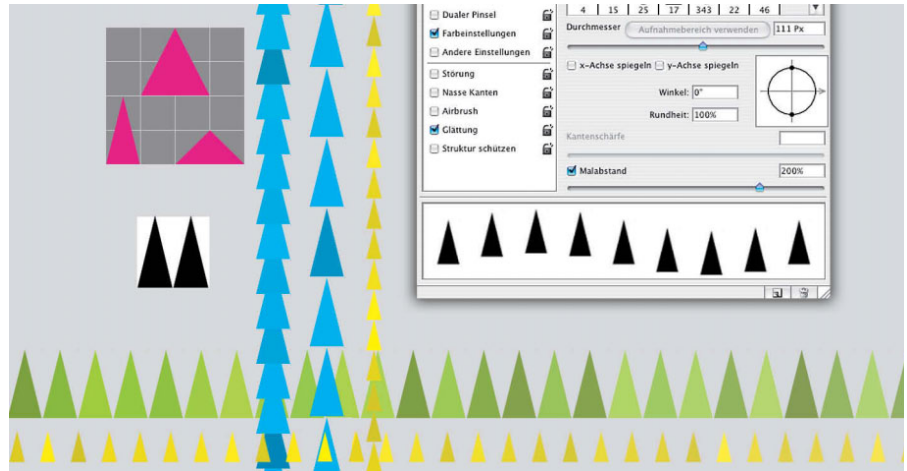 4 15 25 17 343 22 46
Dualer Pinsel
Farbeinstellungen
Andere Einstellungen
Störung
Nasse Kanten
Airbrush
Glättung
Struktur schützen
Durchmesser Aufnahmebereich verwenden 111 Px
x-Achse spiegeln y-Achse spiegeln
Winkel: 0°
Rundheit: 100%
Kantenschärfe
Malabstand 200%